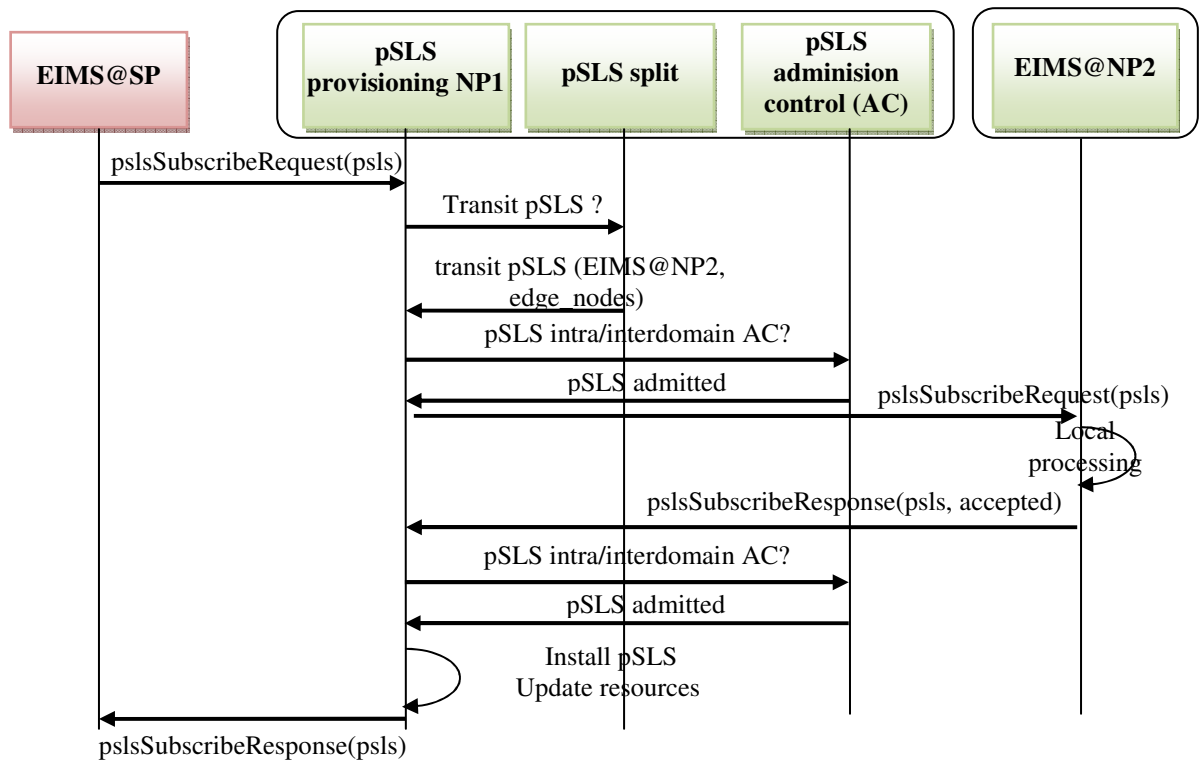 EIMS@SP
pSLS
provisioning NP1
pSLS split
pSLS
adminision
control (AC)
EIMS@NP2
pslsSubscribeRequest(psls)
Transit pSLS ?
transit pSLS (EIMS@NP2,
edge_nodes)
pSLS intra/interdomain AC?
pSLS admitted
pslsSubscribeRequest(psls)
Local
processing
pslsSubscribeResponse(psls, accepted)
pSLS intra/interdomain AC?
pSLS admitted
Install pSLS
Update resources
pslsSubscribeResponse(psls)